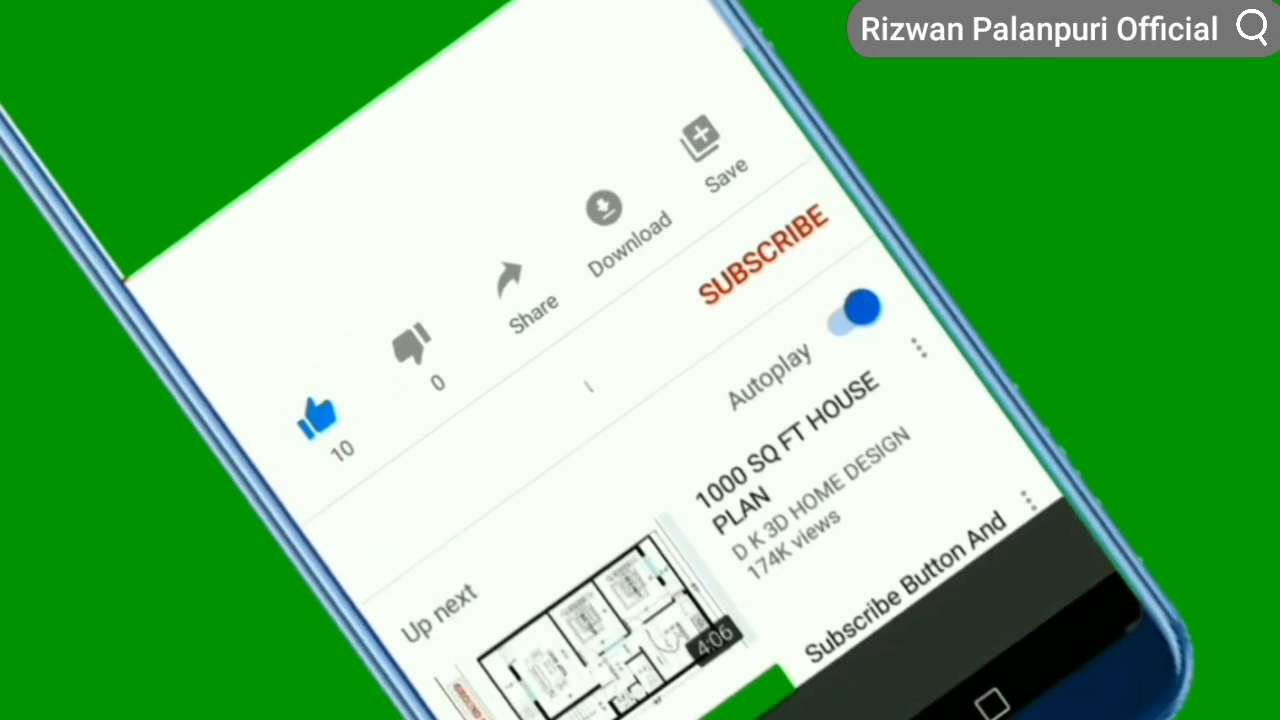 Rizwan Palanpuri Official
Save
Download
Share
0
10
SUBSCRIBE
Autoplay
Up next
1000 SQ FT HOUSE
PLAN
D K 3D HOME DESIGN
174K views
4:06
Subscribe Button And